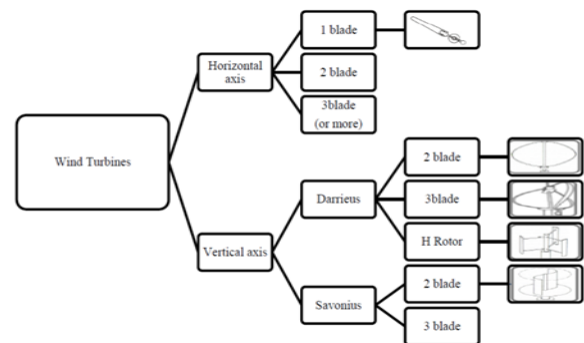 Wind Turbines
Horizontal
axis
1 blade
2 blade
3blade
(or more)
Vertical axis
Darrieus
2 blade
3blade
H Rotor
Savonius
2 blade
3 blade